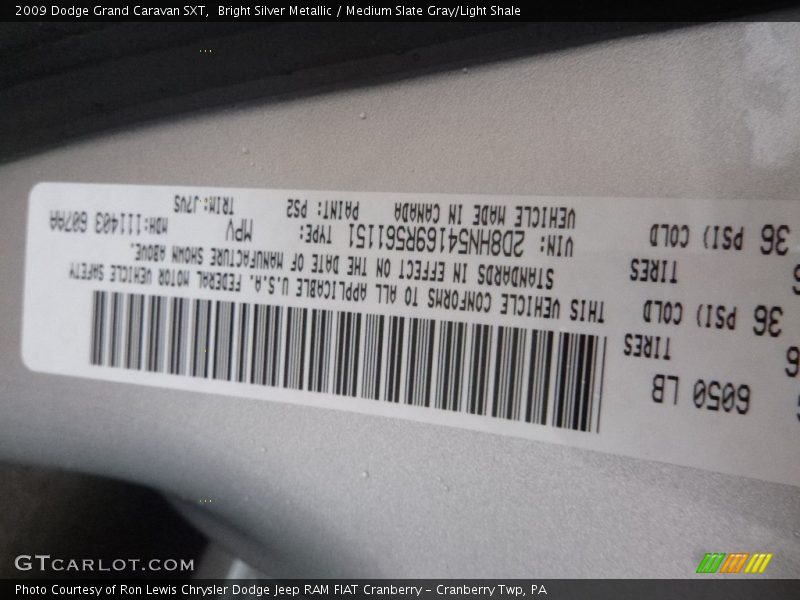 2009 Dodge Grand Caravan SXT,  Bright Silver Metallic / Medium Slate Gray/Light Shale
6050 LB
TIRES
36 PSI) COLD
TIRES
36 PSI) COLD
THIS VEHICLE CONFORMS TO ALL APPLICABLE U.S.A. FEDERAL MOTOR VEHICLE SAFETY
STANDARDS IN EFFECT ON THE DATE OF MANUFACTURE SHOWN ABOVE.
VIN: 2D8HN54169R561151 TYPE: MPV MDH:111403 607AA
VEHICLE MADE IN CANADA PAINT: PS2 TRIM: J7VS
GTCARLOT.COM
Photo Courtesy of Ron Lewis Chrysler Dodge Jeep RAM FIAT Cranberry – Cranberry Twp, PA